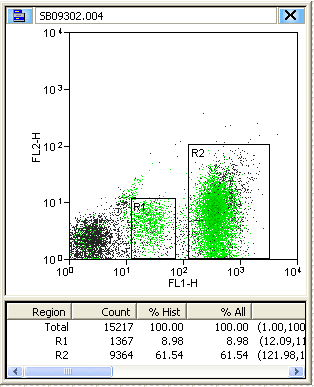 SB09302.004
10⁴
10³
FL2-H
10²
R2
10¹
R1
10⁰
10⁰ 10¹ 10² 10³ 10⁴
FL1-H
Region Count % Hist % All
Total 15217 100.00 100.00 (1.00,100
R1 1367 8.98 8.98 (12.09,11
R2 9364 61.54 61.54 (121.98,1